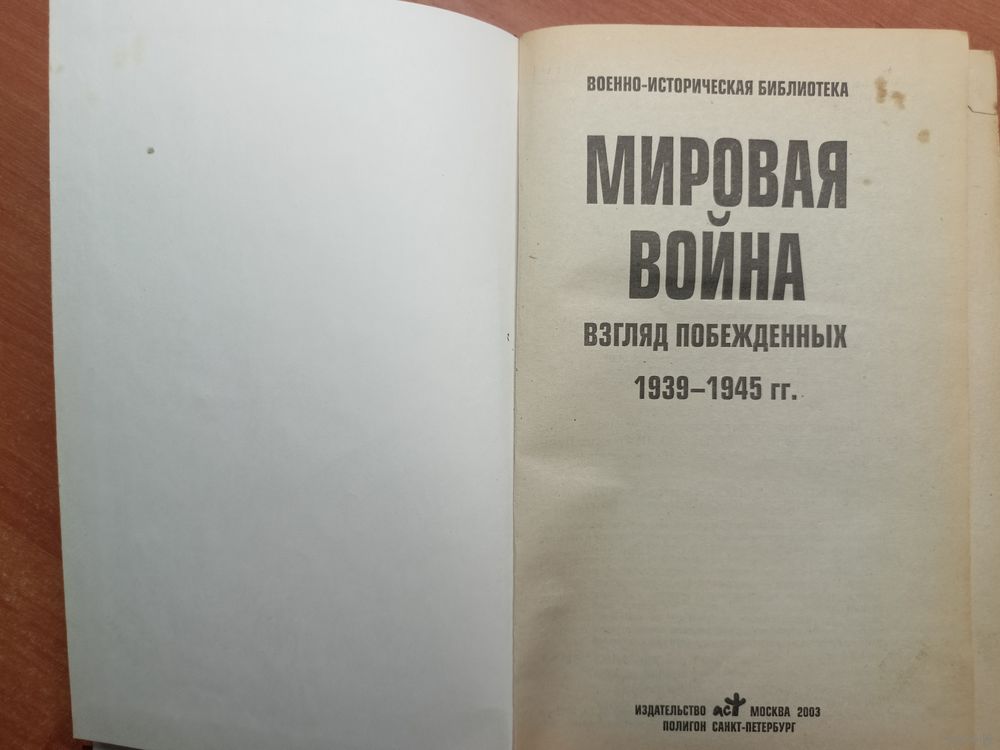 ВОЕННО-ИСТОРИЧЕСКАЯ БИБЛИОТЕКА
МИРОВАЯ
ВОЙНА
ВЗГЛЯД ПОБЕЖДЕННЫХ
1939–1945 гг.
ИЗДАТЕЛЬСТВО аст МОСКВА 2003
ПОЛИГОН САНКТ-ПЕТЕРБУРГ